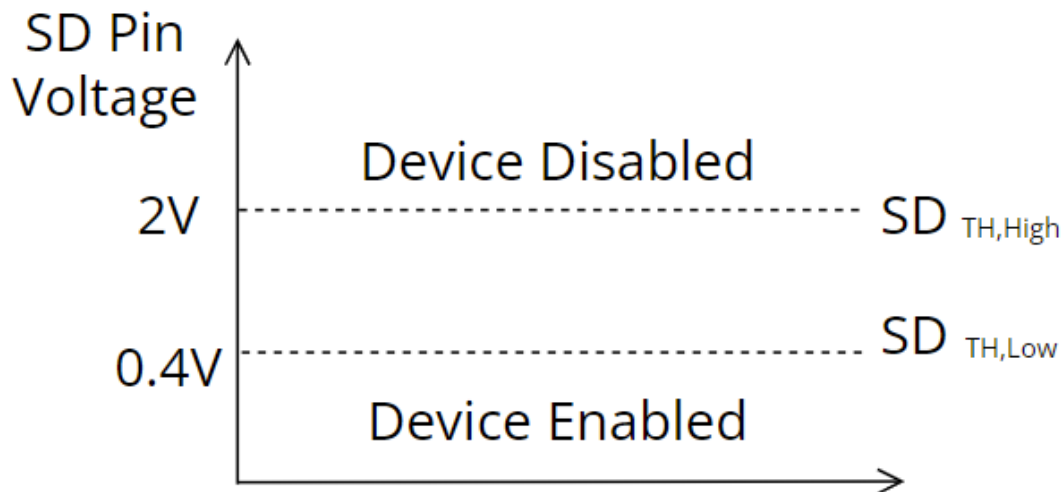 SD Pin
Voltage
Device Disabled
2V
SD TH,High
0.4V
SD TH,Low
Device Enabled